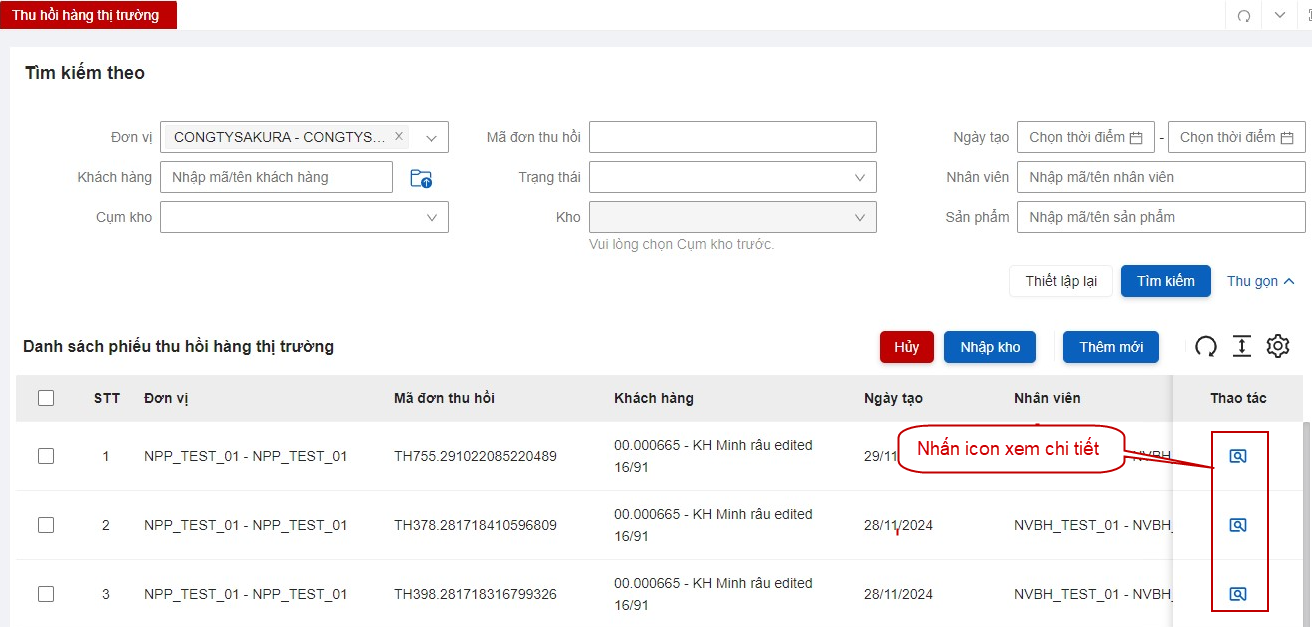 Thu hồi hàng thị trường
Tìm kiếm theo
Đơn vị CONGTYSAKURA - CONGTYS... Mã đơn thu hồi Ngày tạo Chọn thời điểm - Chọn thời điểm
Khách hàng Nhập mã/tên khách hàng Trạng thái Nhân viên Nhập mã/tên nhân viên
Cụm kho Kho Sản phẩm Nhập mã/tên sản phẩm
Vui lòng chọn Cụm kho trước.
Thiết lập lại Tìm kiếm Thu gọn
Danh sách phiếu thu hồi hàng thị trường Hủy Nhập kho Thêm mới
STT Đơn vị Mã đơn thu hồi Khách hàng Ngày tạo Nhân viên Thao tác
Nhấn icon xem chi tiết
1 NPP_TEST_01 - NPP_TEST_01 TH755.291022085220489 00.000665 - KH Minh râu edited 29/11
16/91
2 NPP_TEST_01 - NPP_TEST_01 TH378.281718410596809 00.000665 - KH Minh râu edited 28/11/2024 NVBH_TEST_01 - NVBH_
16/91
3 NPP_TEST_01 - NPP_TEST_01 TH398.281718316799326 00.000665 - KH Minh râu edited 28/11/2024 NVBH_TEST_01 - NVBH_
16/91